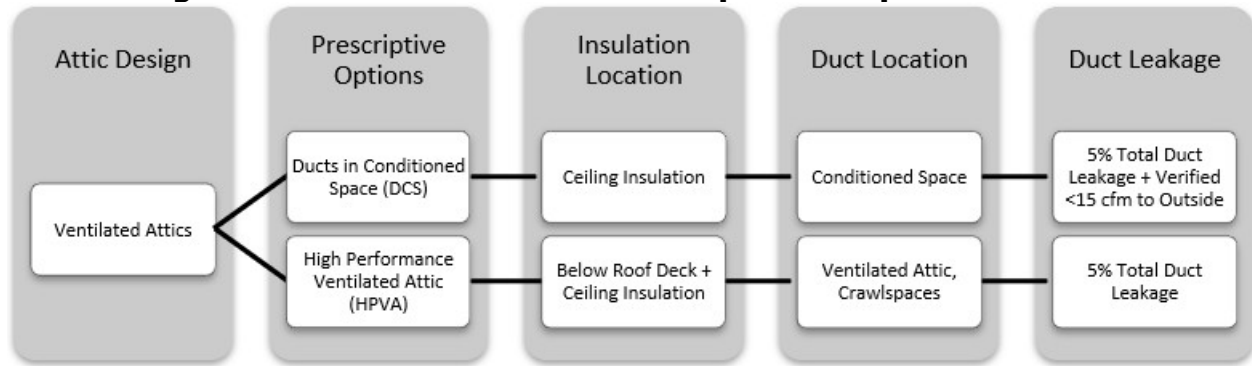 Attic Design
Prescriptive
Options
Insulation
Location
Duct Location
Duct Leakage
Ventilated Attics
Ducts in Conditioned
Space (DCS)
Ceiling Insulation
Conditioned Space
5% Total Duct
Leakage + Verified
<15 cfm to Outside
High Performance
Ventilated Attic
(HPVA)
Below Roof Deck +
Ceiling Insulation
Ventilated Attic,
Crawlspaces
5% Total Duct
Leakage